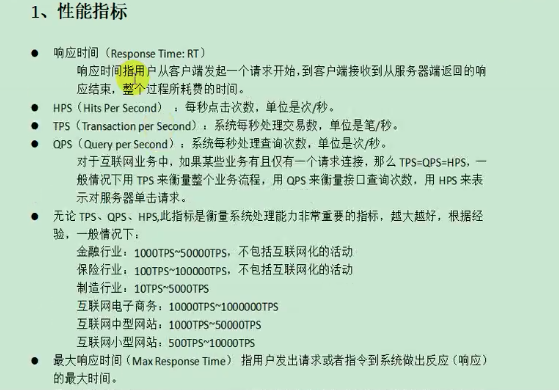 1、性能指标
● 响应时间（Response Time: RT）
响应时间指用户从客户端发起一个请求开始，到客户端接收到从服务器端返回的响
应结束，整个过程所耗费的时间。
● HPS（Hits Per Second）：每秒点击次数，单位是次/秒。
● TPS（Transaction per Second）：系统每秒处理交易数，单位是笔/秒。
● QPS（Query per Second）：系统每秒处理查询次数，单位是次/秒。
对于互联网业务中，如果某些业务有且仅有一个请求连接，那么TPS=QPS=HPS，一
般情况下用TPS来衡量整个业务流程，用QPS来衡量接口查询次数，用HPS来表
示对服务器单击请求。
● 无论TPS、QPS、HPS,此指标是衡量系统处理能力非常重要的指标，越大越好，根据经
验，一般情况下：
金融行业：1000TPS~50000TPS，不包括互联网化的活动
保险行业：100TPS~100000TPS，不包括互联网化的活动
制造行业：10TPS~5000TPS
互联网电子商务：10000TPS~1000000TPS
互联网中型网站：1000TPS~50000TPS
互联网小型网站：500TPS~10000TPS
● 最大响应时间（Max Response Time） 指用户发出请求或者指令到系统做出反应（响应）
的最大时间。